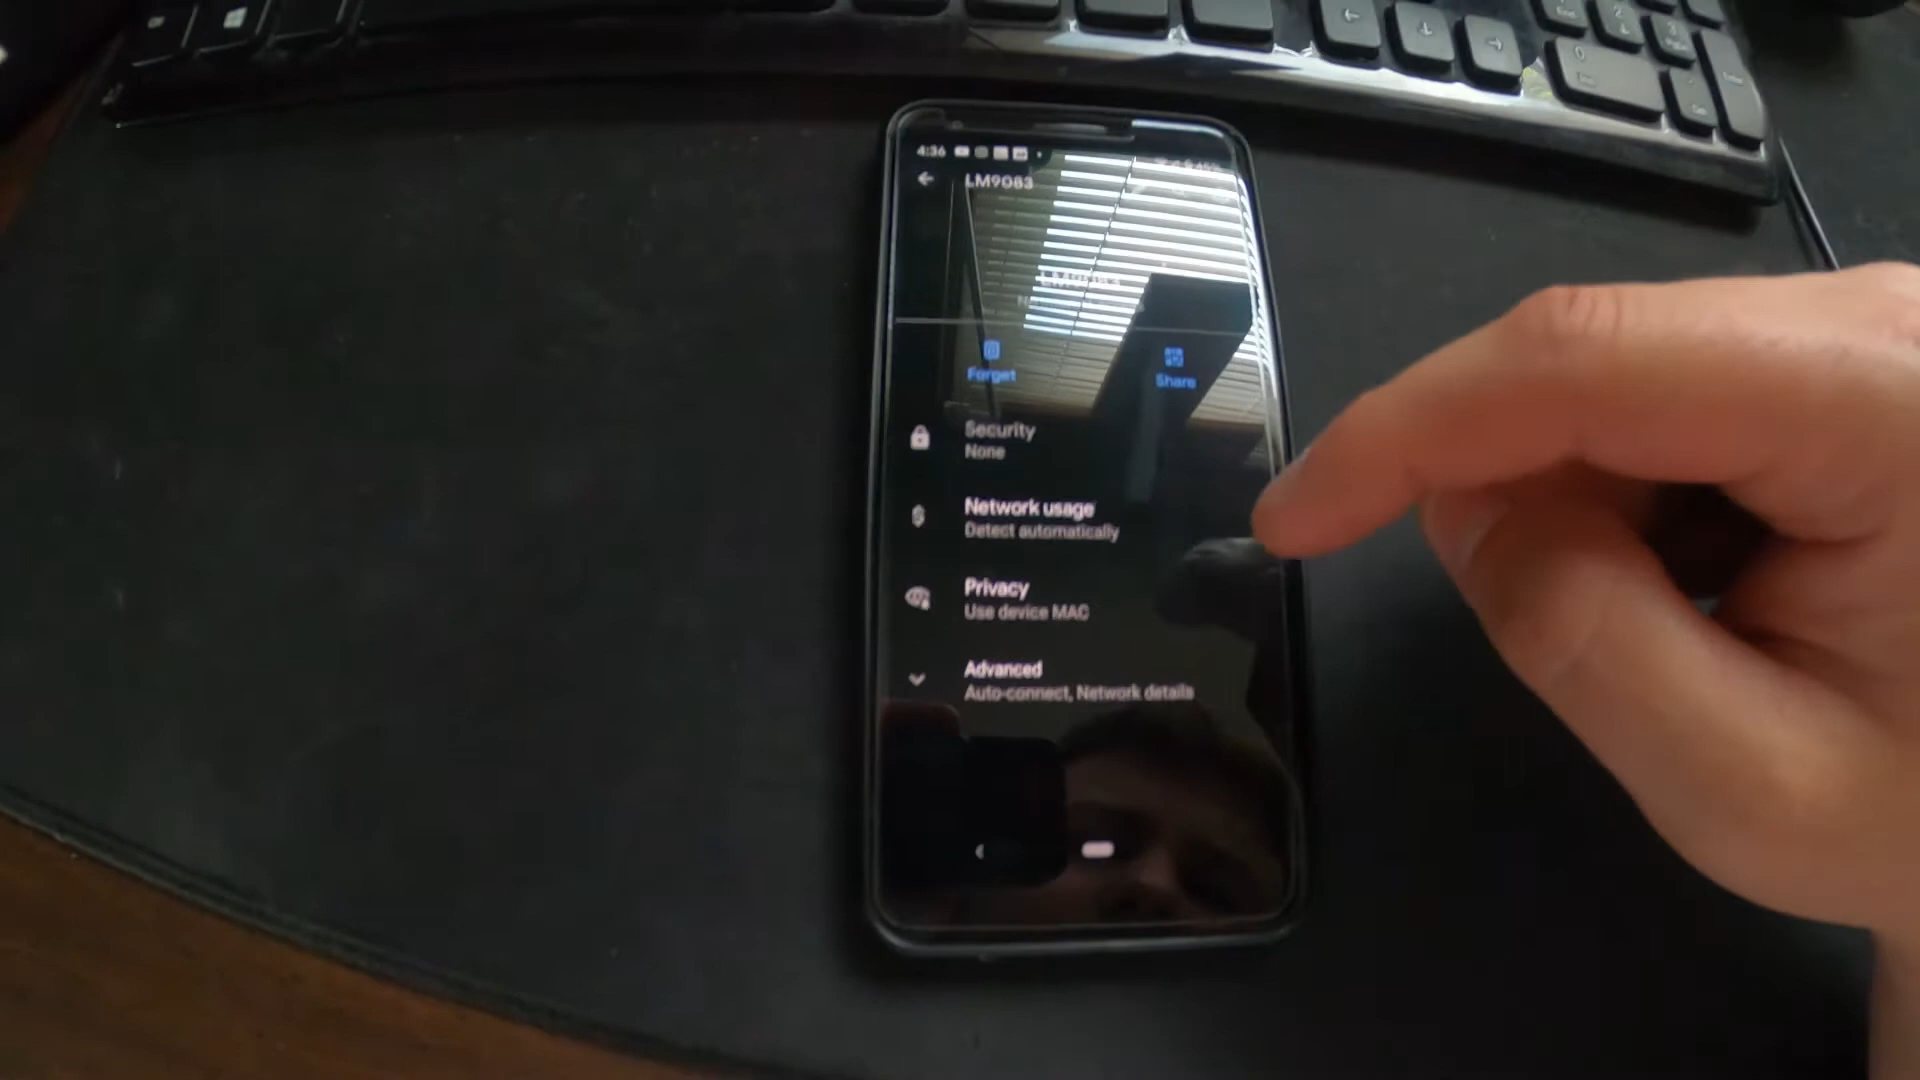 4:36
LM9083
Forget
Share
Security
None
Network usage
Detect automatically
Privacy
Use device MAC
Advanced
Auto-connect, Network details